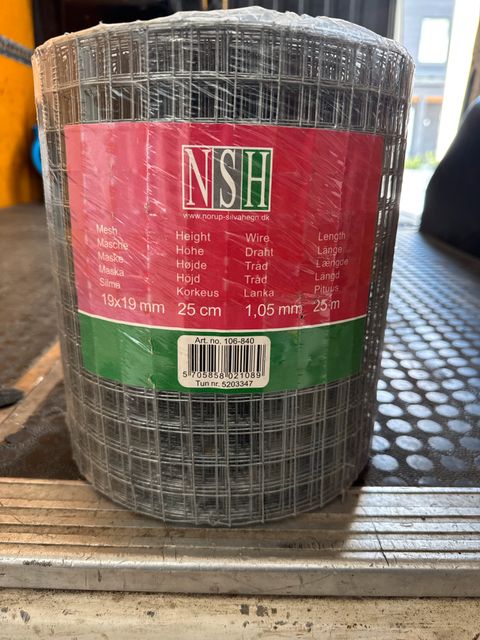 NSH
www.norup-silvahegn.dk
Mesh Height Wire Length
Masche Höhe Draht Länge
Maske Højde Tråd Længde
Maska Höjd Tråd Längd
Silmä Korkeus Lanka Pituus
19x19 mm 25 cm 1,05 mm 25 m
Art. no. 106-840
5 705858 021089
Tun nr. 5203347